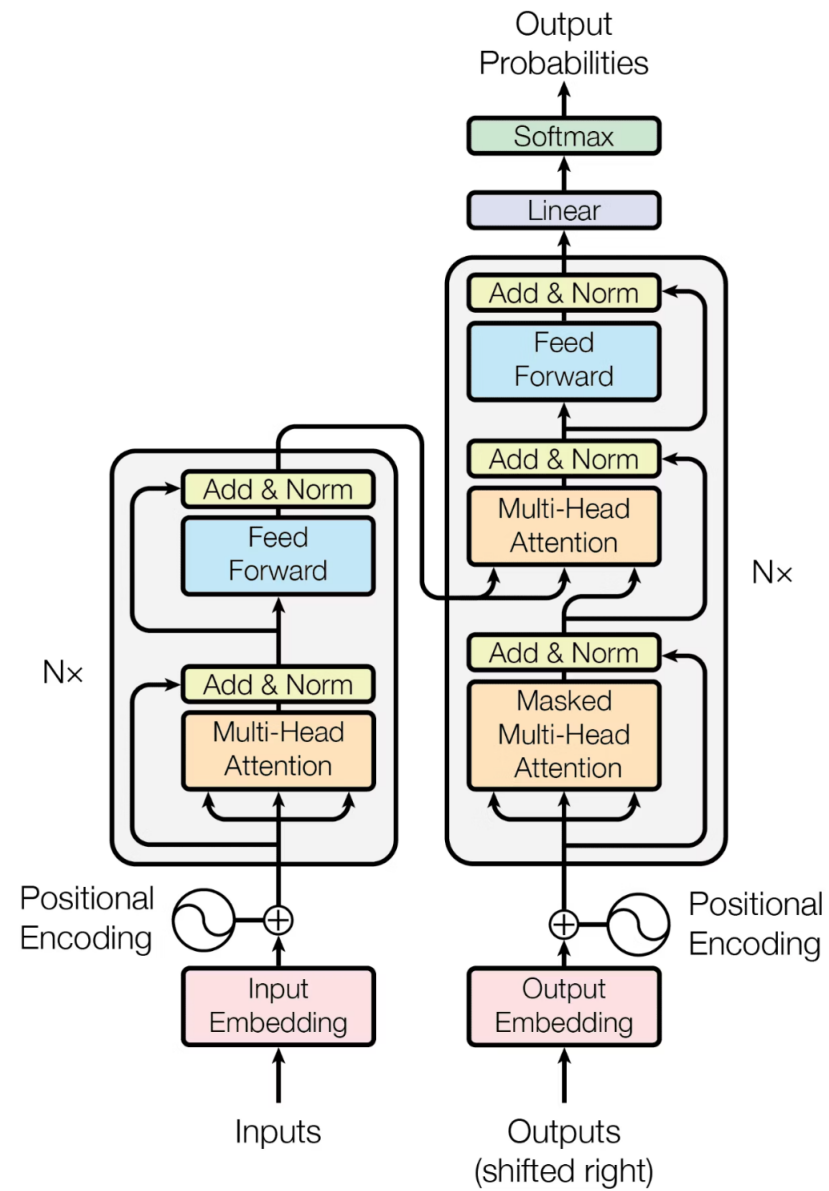 Output
Probabilities
Softmax
Linear
Add & Norm
Feed
Forward
Add & Norm
Multi-Head
Attention
Nx
Add & Norm
Masked
Multi-Head
Attention
Add & Norm
Feed
Forward
Nx
Add & Norm
Multi-Head
Attention
Positional
Encoding
Positional
Encoding
Input
Embedding
Output
Embedding
Inputs
Outputs
(shifted right)